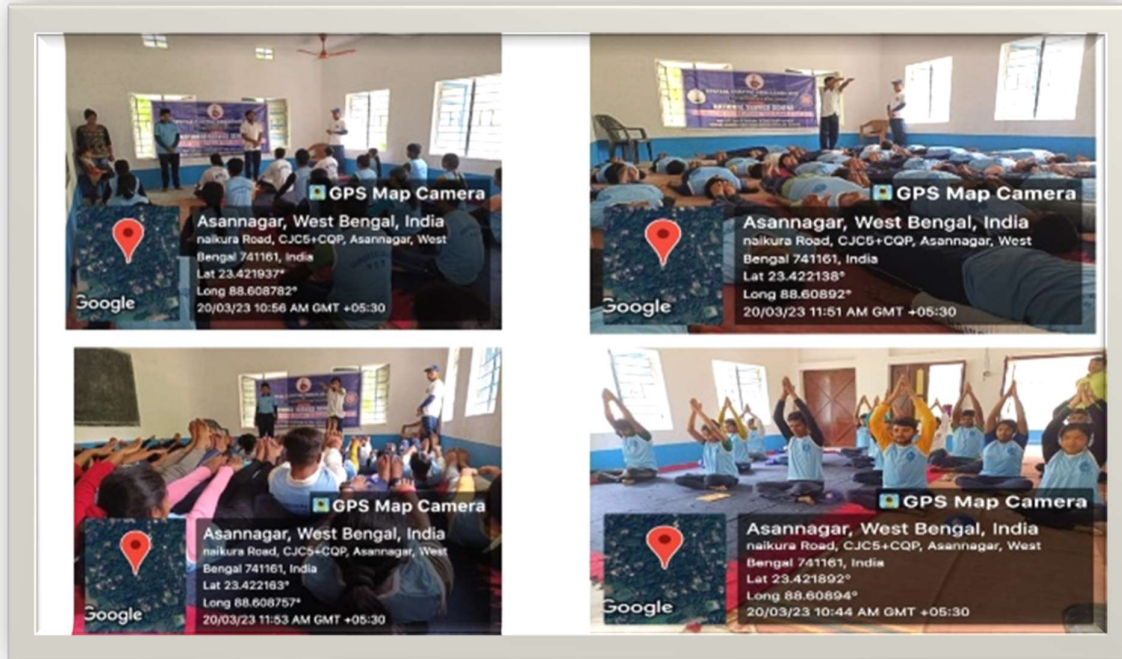 GPS Map Camera
Asannagar, West Bengal, India
naikura Road, CJC5+CQP, Asannagar, West
Bengal 741161, India
Lat 23.421937°
Long 88.608782°
20/03/23 10:56 AM GMT +05:30
Google
NATIONAL SERVICE SCHEME
GPS Map Camera
Asannagar, West Bengal, India
naikura Road, CJC5+CQP, Asannagar, West
Bengal 741161, India
Lat 23.422138°
Long 88.60892°
20/03/23 11:51 AM GMT +05:30
Google
GPS Map Camera
Asannagar, West Bengal, India
naikura Road, CJC5+CQP, Asannagar, West
Bengal 741161, India
Lat 23.422163°
Long 88.608757°
20/03/23 11:53 AM GMT +05:30
Google
GPS Map Camera
Asannagar, West Bengal, India
naikura Road, CJC5+CQP, Asannagar, West
Bengal 741161, India
Lat 23.421892°
Long 88.60894°
20/03/23 10:44 AM GMT +05:30
Google